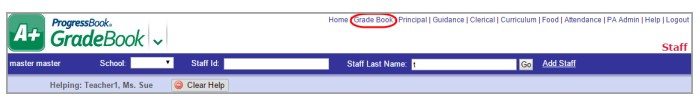 A+ ProgressBook® GradeBook
Home | Grade Book | Principal | Guidance | Clerical | Curriculum | Food | Attendance | PA Admin | Help | Logout
Staff
master master School: Staff Id: Staff Last Name: t Go Add Staff
Helping: Teacher1, Ms. Sue Clear Help